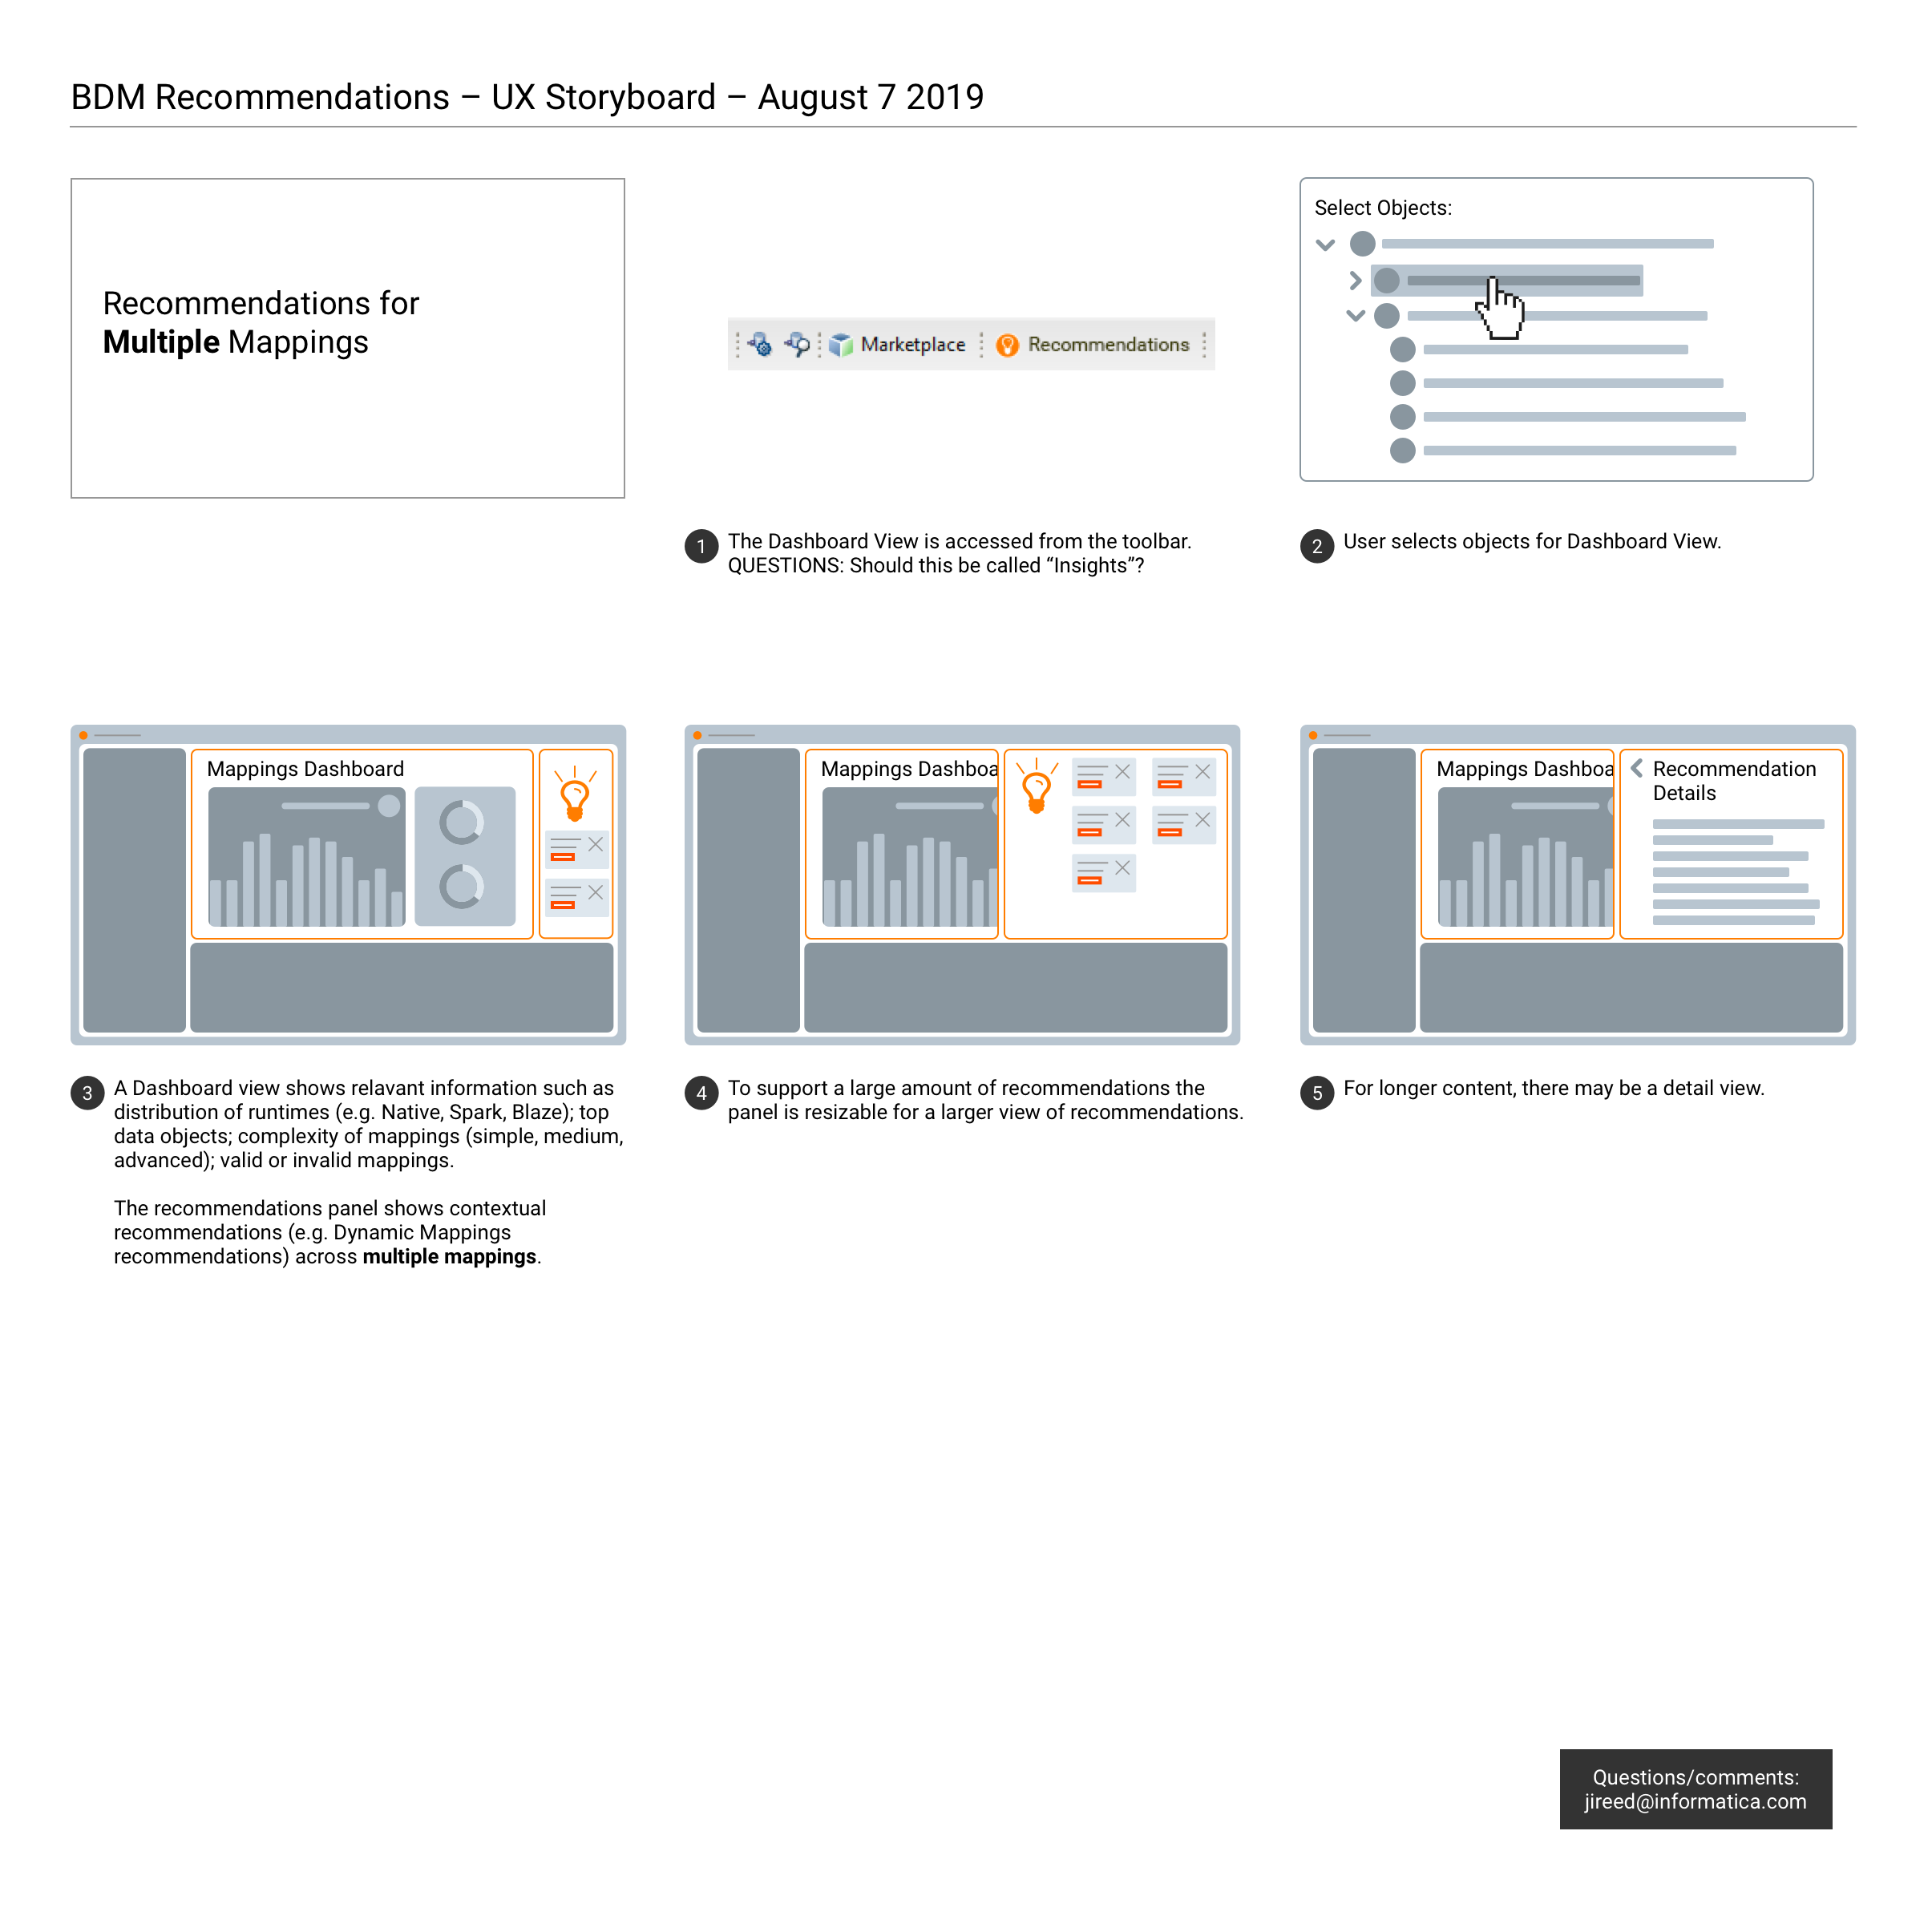 BDM Recommendations – UX Storyboard – August 7 2019
Recommendations for
Multiple Mappings
Marketplace
Recommendations
Select Objects:
1
The Dashboard View is accessed from the toolbar.
QUESTIONS: Should this be called “Insights”?
2
User selects objects for Dashboard View.
Mappings Dashboard
Mappings Dashboa
Mappings Dashboa
Recommendation
Details
3
A Dashboard view shows relavant information such as
distribution of runtimes (e.g. Native, Spark, Blaze); top
data objects; complexity of mappings (simple, medium,
advanced); valid or invalid mappings.
The recommendations panel shows contextual
recommendations (e.g. Dynamic Mappings
recommendations) across multiple mappings.
4
To support a large amount of recommendations the
panel is resizable for a larger view of recommendations.
5
For longer content, there may be a detail view.
Questions/comments:
jireed@informatica.com